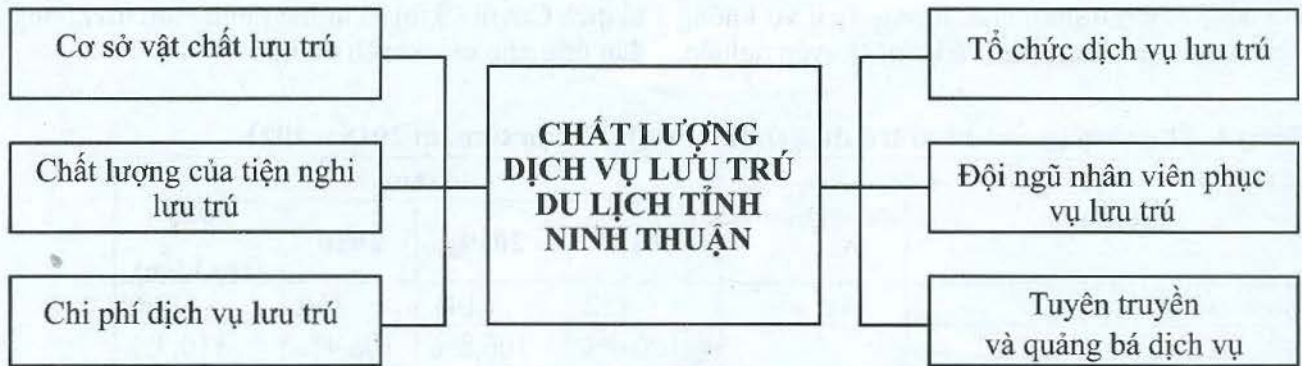 Cơ sở vật chất lưu trú
Chất lượng của tiện nghi
lưu trú
Chi phí dịch vụ lưu trú
CHẤT LƯỢNG
DỊCH VỤ LƯU TRÚ
DU LỊCH TỈNH
NINH THUẬN
Tổ chức dịch vụ lưu trú
Đội ngũ nhân viên phục
vụ lưu trú
Tuyên truyền
và quảng bá dịch vụ